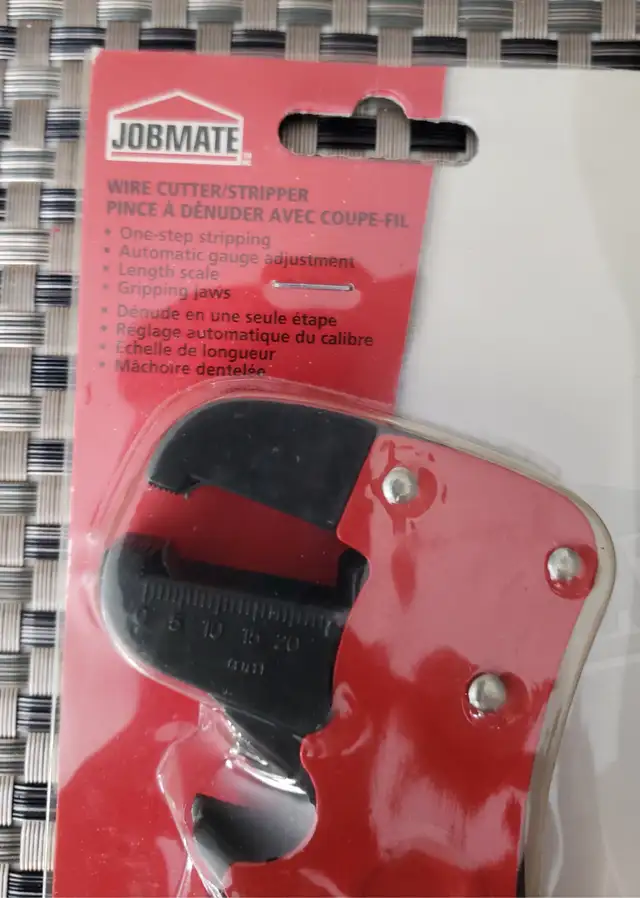 JOBMATE
WIRE CUTTER/STRIPPER
PINCE À DÉNUDER AVEC COUPE-FIL
• One-step stripping
• Automatic gauge adjustment
• Length scale
• Gripping jaws
• Dénude en une seule étape
• Réglage automatique du calibre
• Échelle de longueur
• Mâchoire dentelée
0 5 10 15 20
mm